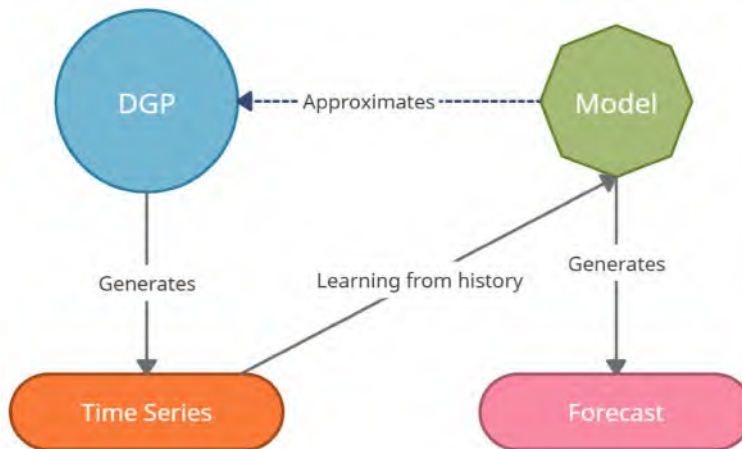 DGP
Approximates
Model
Generates
Learning from history
Generates
Time Series
Forecast